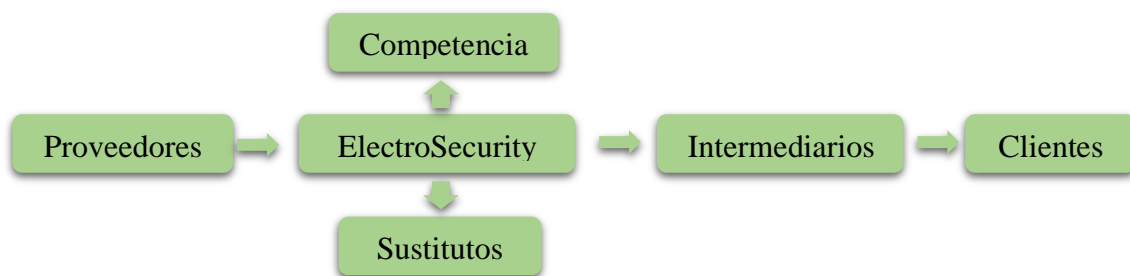 Competencia
Proveedores
ElectroSecurity
Intermediarios
Clientes
Sustitutos